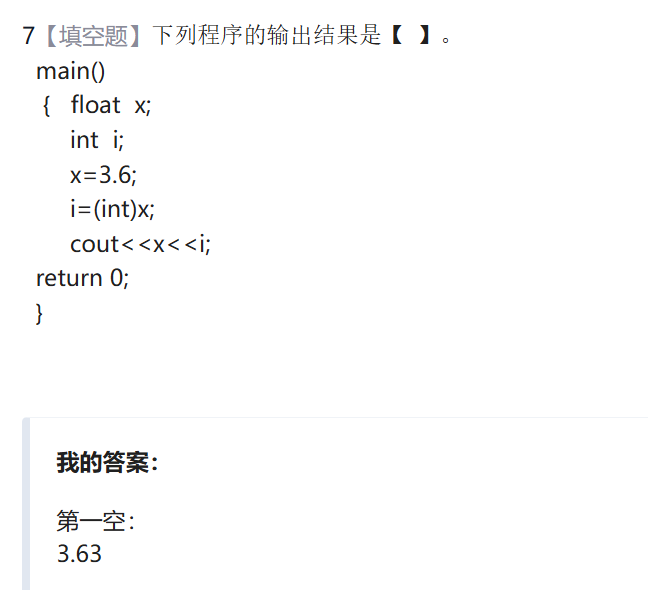 7【填空题】下列程序的输出结果是【  】。
main()
{   float  x;
int  i;
x=3.6;
i=(int)x;
cout<<x<<i;
return 0;
}
我的答案：
第一空：
3.63